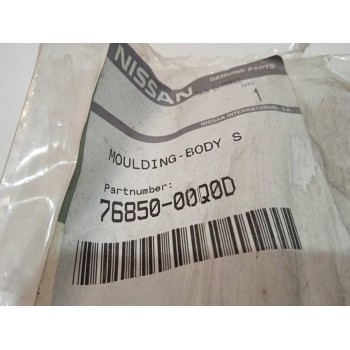 NISSAN
GENUINE PARTS
1
NISSAN INTERNATIONAL S.A.
MOULDING-BODY S
Partnumber:
76850-00Q0D